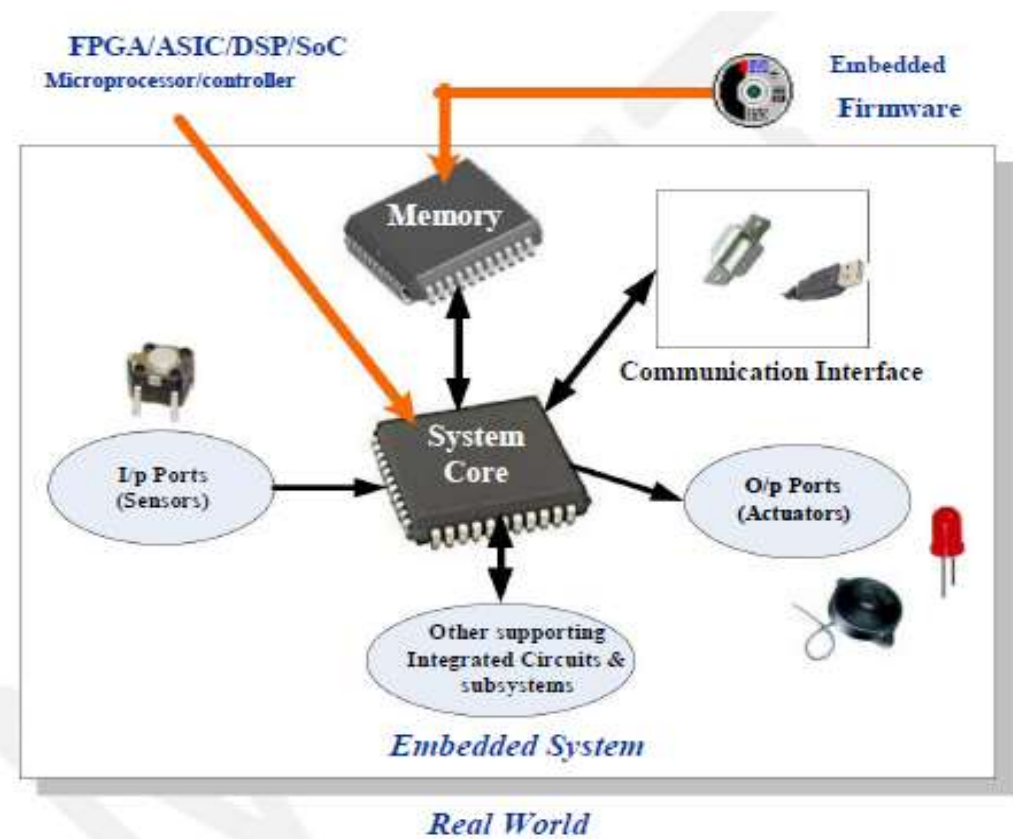 FPGA/ASIC/DSP/SoC
Microprocessor/controller
Embedded
Firmware
Memory
Communication Interface
System
Core
I/p Ports
(Sensors)
O/p Ports
(Actuators)
Other supporting
Integrated Circuits &
subsystems
Embedded System
Real World